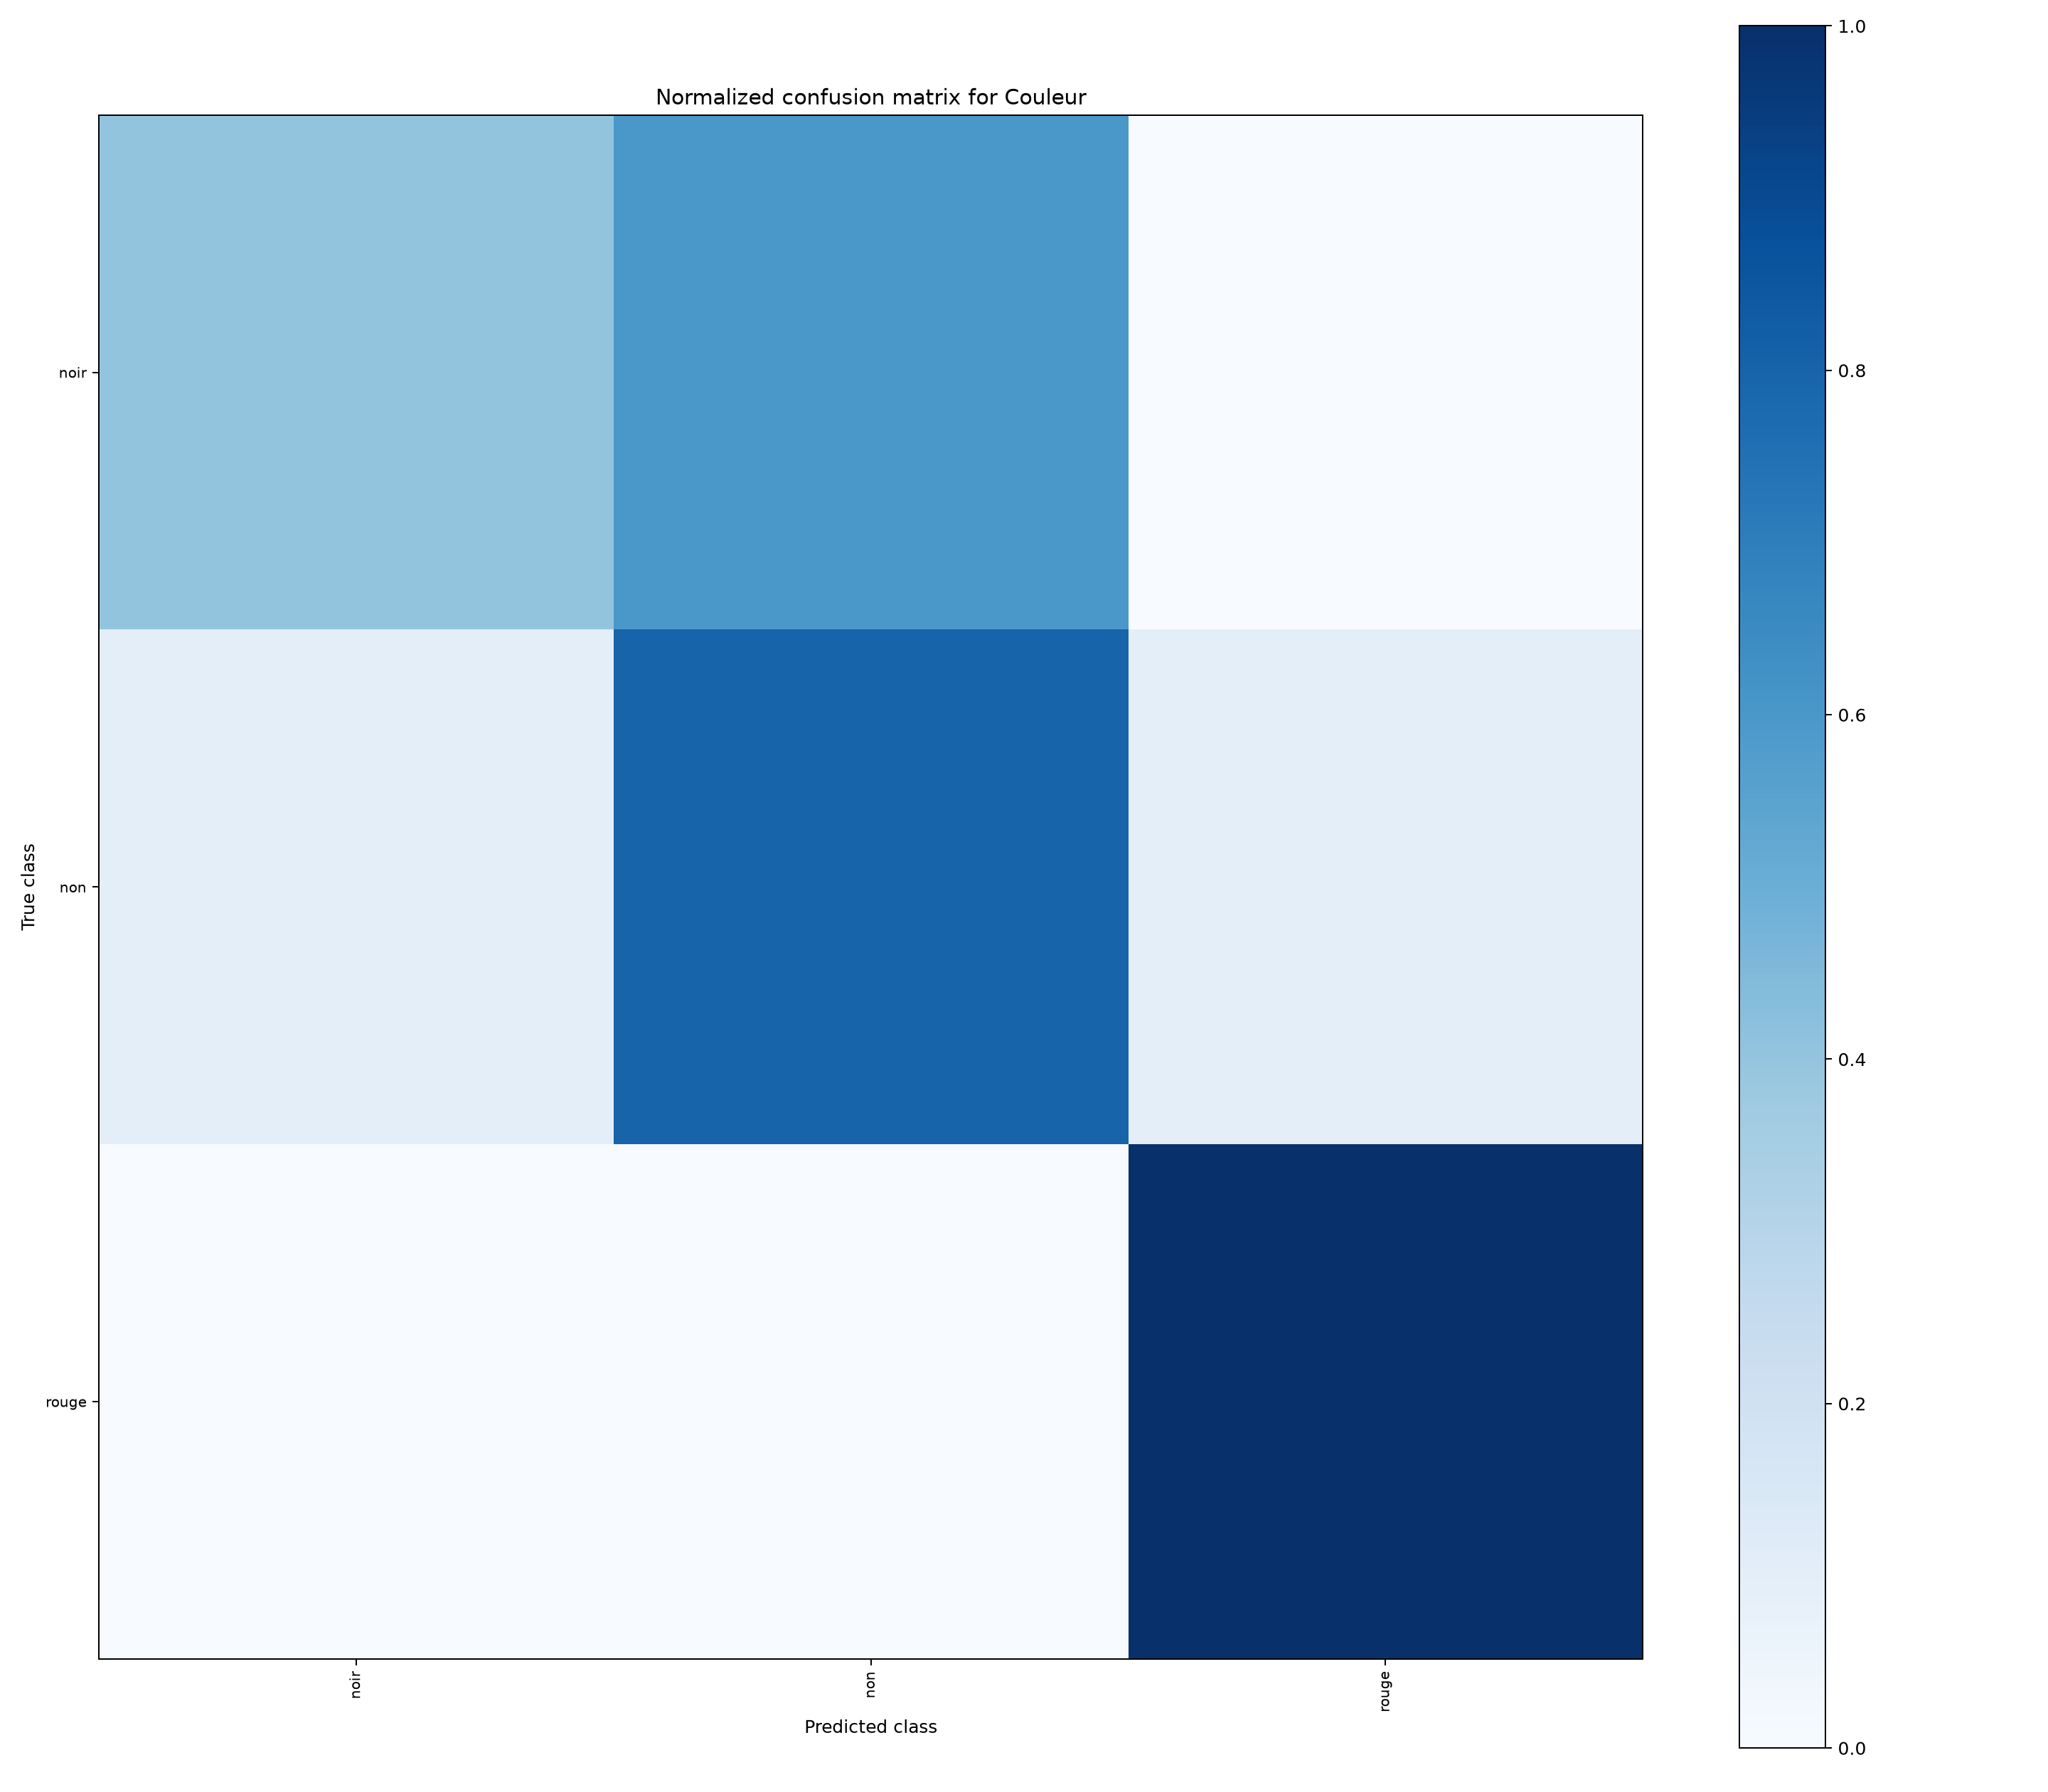 Normalized confusion matrix for Couleur
True class
noir
non
rouge
noir
non
rouge
Predicted class
1.0
0.8
0.6
0.4
0.2
0.0